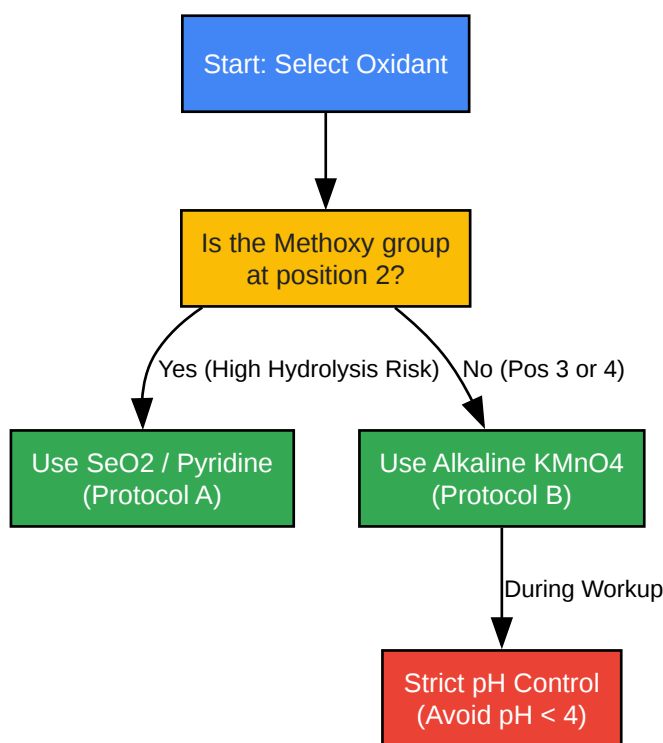 Start: Select Oxidant
Is the Methoxy group
at position 2?
Yes (High Hydrolysis Risk)
No (Pos 3 or 4)
Use SeO2 / Pyridine
(Protocol A)
Use Alkaline KMnO4
(Protocol B)
During Workup
Strict pH Control
(Avoid pH < 4)